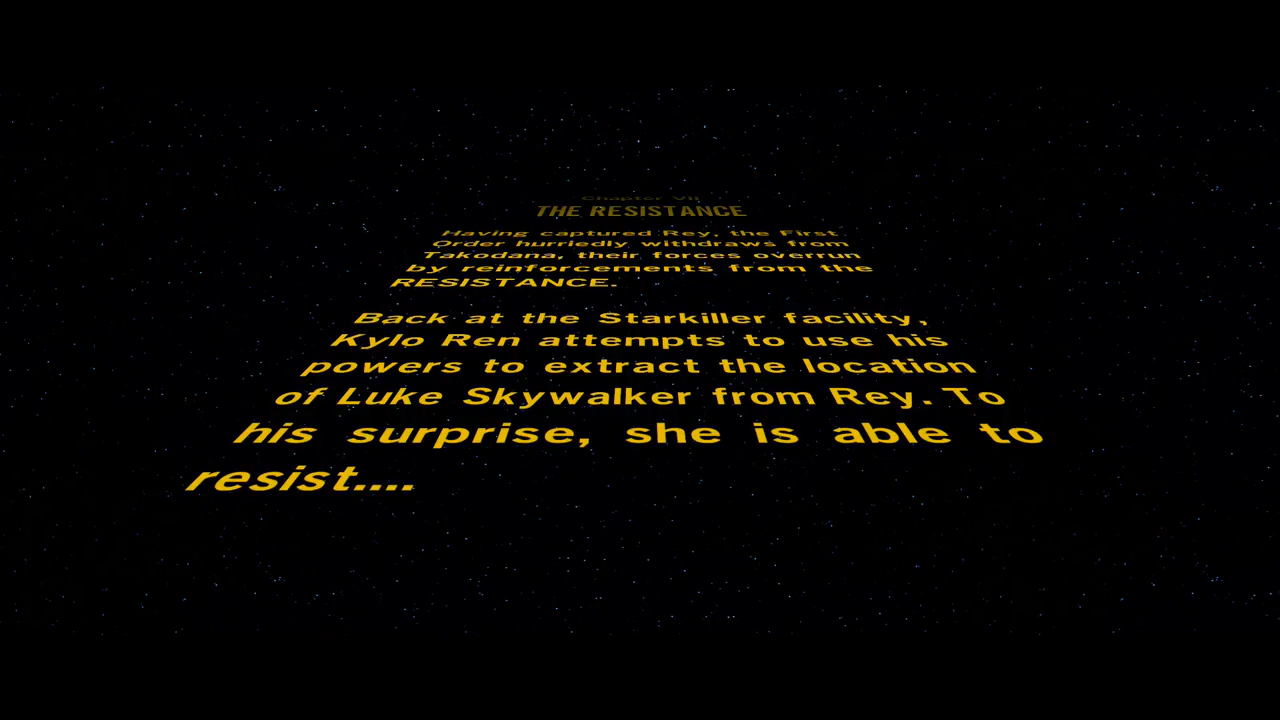 Chapter VII
THE RESISTANCE
Having captured Rey, the First
Order hurriedly withdraws from
Takodana, their forces overrun
by reinforcements from the
RESISTANCE.
Back at the Starkiller facility,
Kylo Ren attempts to use his
powers to extract the location
of Luke Skywalker from Rey. To
his surprise, she is able to
resist....